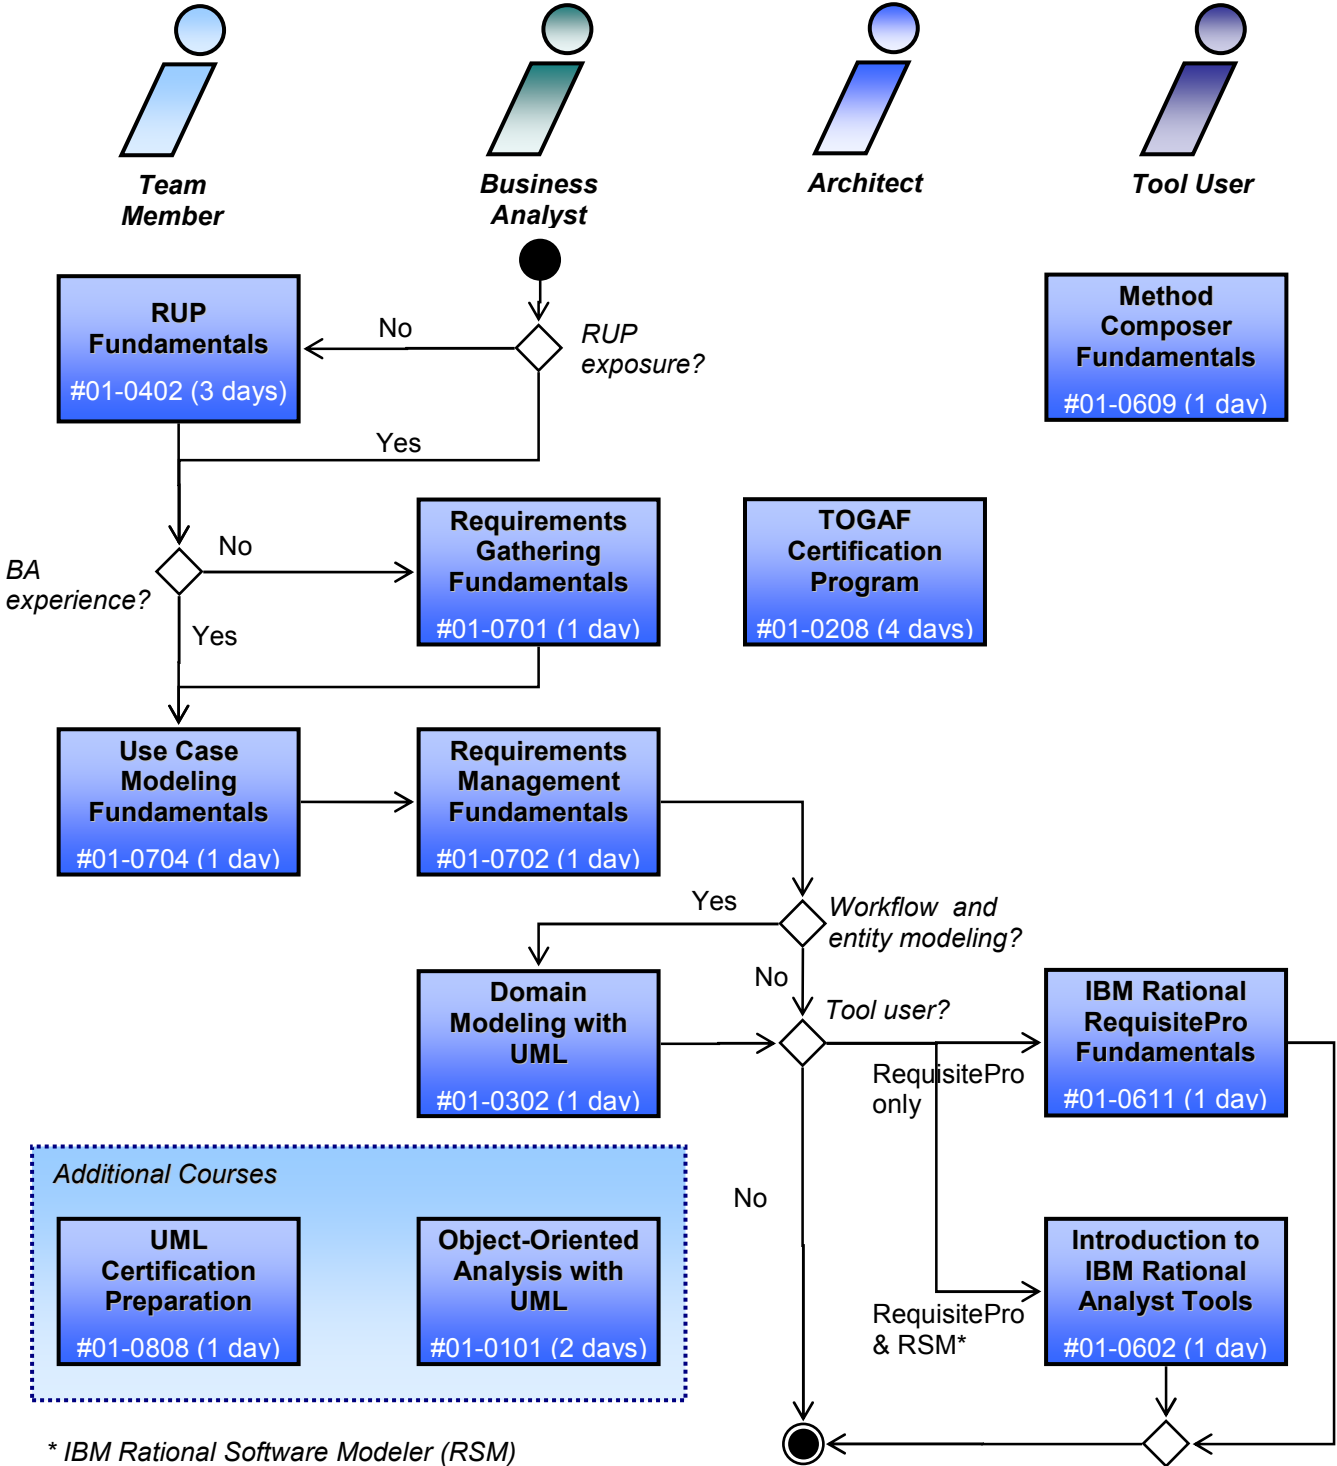 Team
Member
Business
Analyst
Architect
Tool User
RUP
Fundamentals
#01-0402 (3 days)
No
RUP
exposure?
Method
Composer
Fundamentals
#01-0609 (1 day)
Yes
BA
experience?
No
Requirements
Gathering
Fundamentals
#01-0701 (1 day)
TOGAF
Certification
Program
#01-0208 (4 days)
Yes
Use Case
Modeling
Fundamentals
#01-0704 (1 day)
Requirements
Management
Fundamentals
#01-0702 (1 day)
Yes
Workflow and
entity modeling?
No
Domain
Modeling with
UML
#01-0302 (1 day)
Tool user?
IBM Rational
RequisitePro
Fundamentals
#01-0611 (1 day)
RequisitePro
only
Additional Courses
No
UML
Certification
Preparation
#01-0808 (1 day)
Object-Oriented
Analysis with
UML
#01-0101 (2 days)
RequisitePro
& RSM*
Introduction to
IBM Rational
Analyst Tools
#01-0602 (1 day)
* IBM Rational Software Modeler (RSM)